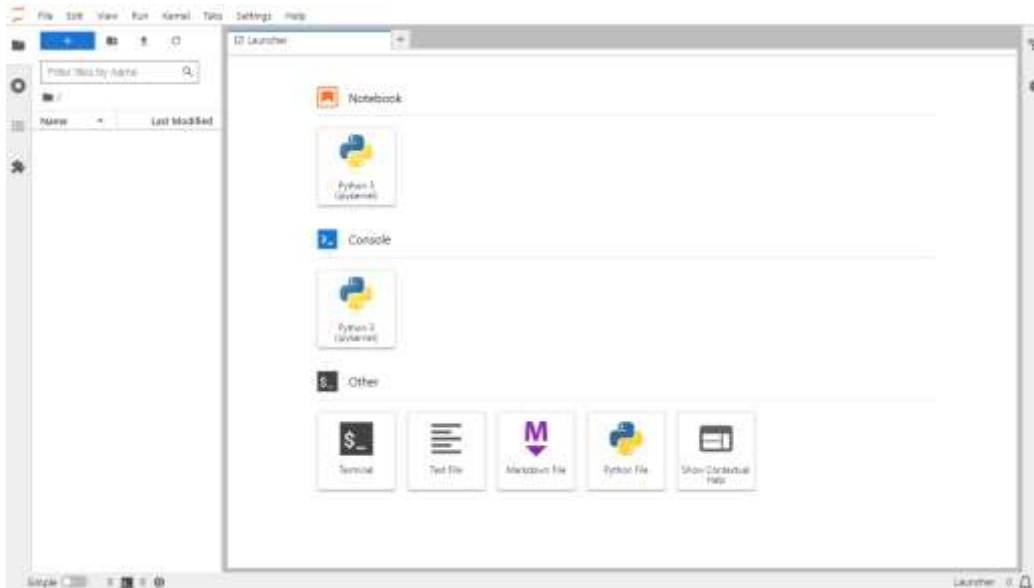 File Edit View Run Kernel Tabs Settings Help
+
Launcher
+
Filter files by name
/
Name
Last Modified
Notebook
Python 3
(ipykernel)
Console
Python 3
(ipykernel)
$_ Other
$_
M
Terminal
Text File
Markdown File
Python File
Show Contextual
Help
Simple
Launcher